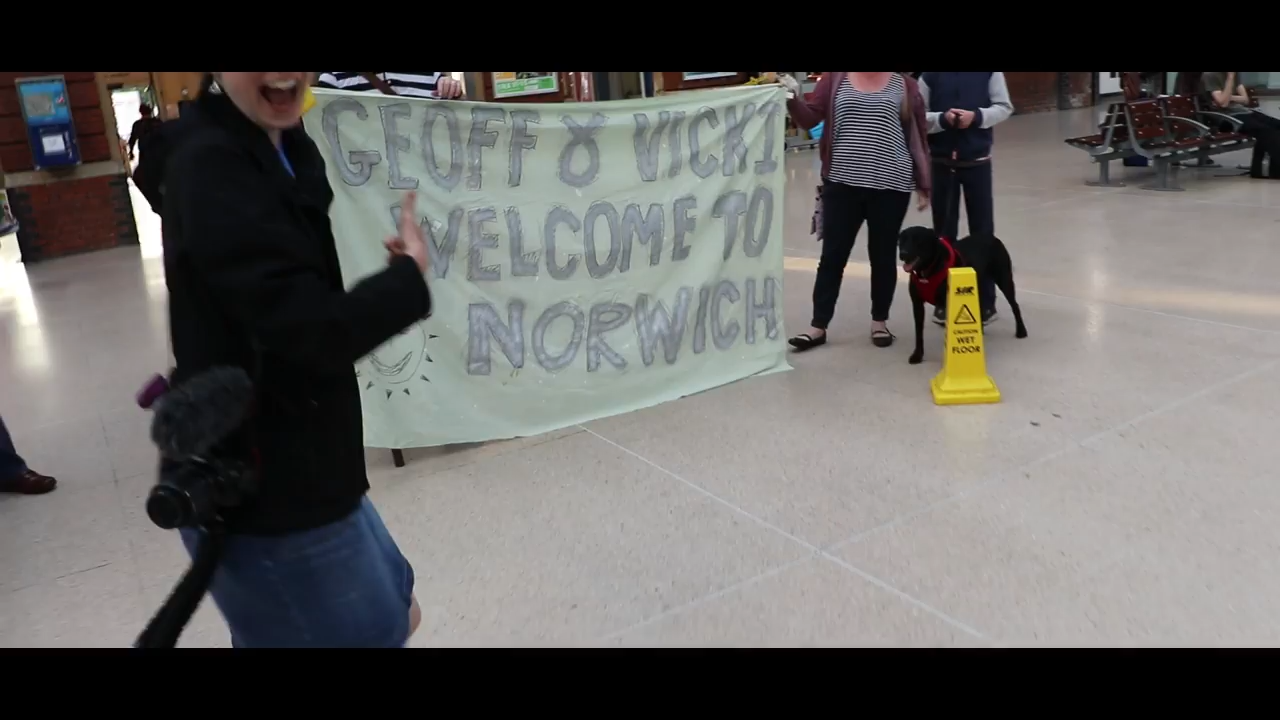 GEOFF & VICKI
WELCOME TO
NORWICH
CAUTION
WET
FLOOR